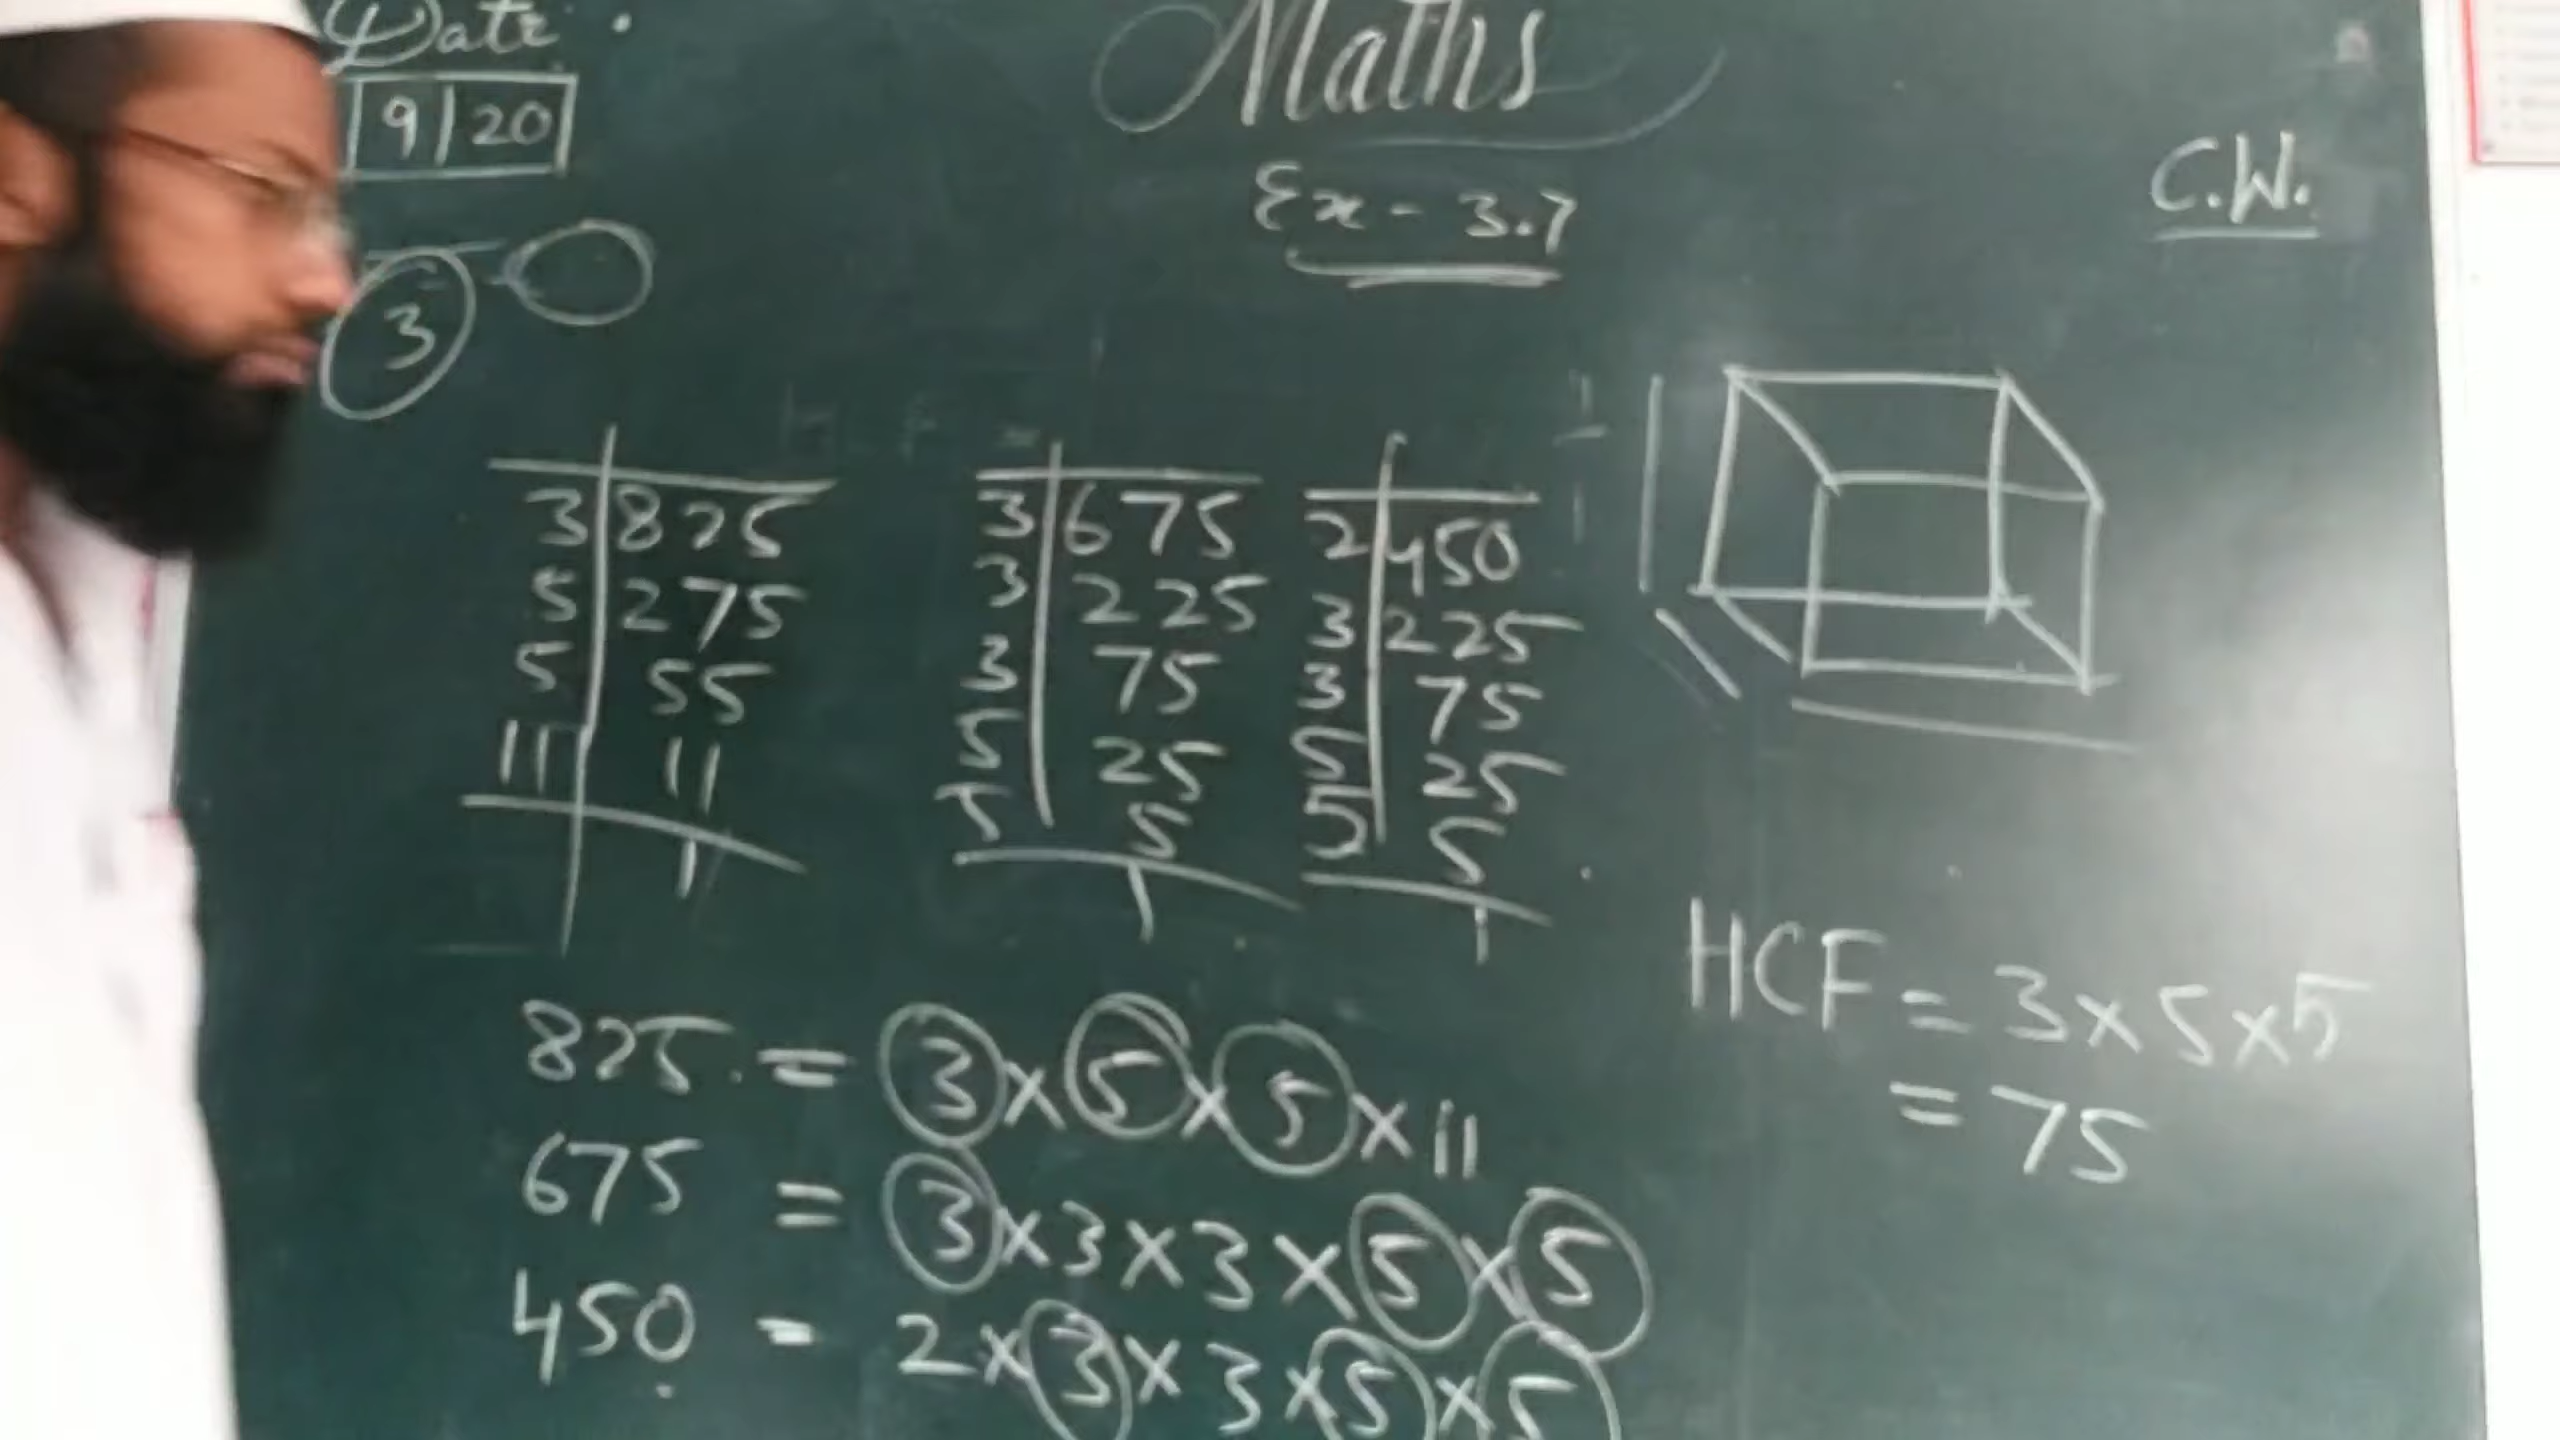 Date.
9|20
Maths
Ex - 3.7
C.W.
3
3|825
5|275
5|55
11|11
1
3|675
3|225
3|75
5|25
5|5
1
2|450
3|225
3|75
5|25
5|5
1
825 = 3×5×5×11
675 = 3×3×3×5×5
450 - 2×3×3×5×5
HCF = 3×5×5
= 75